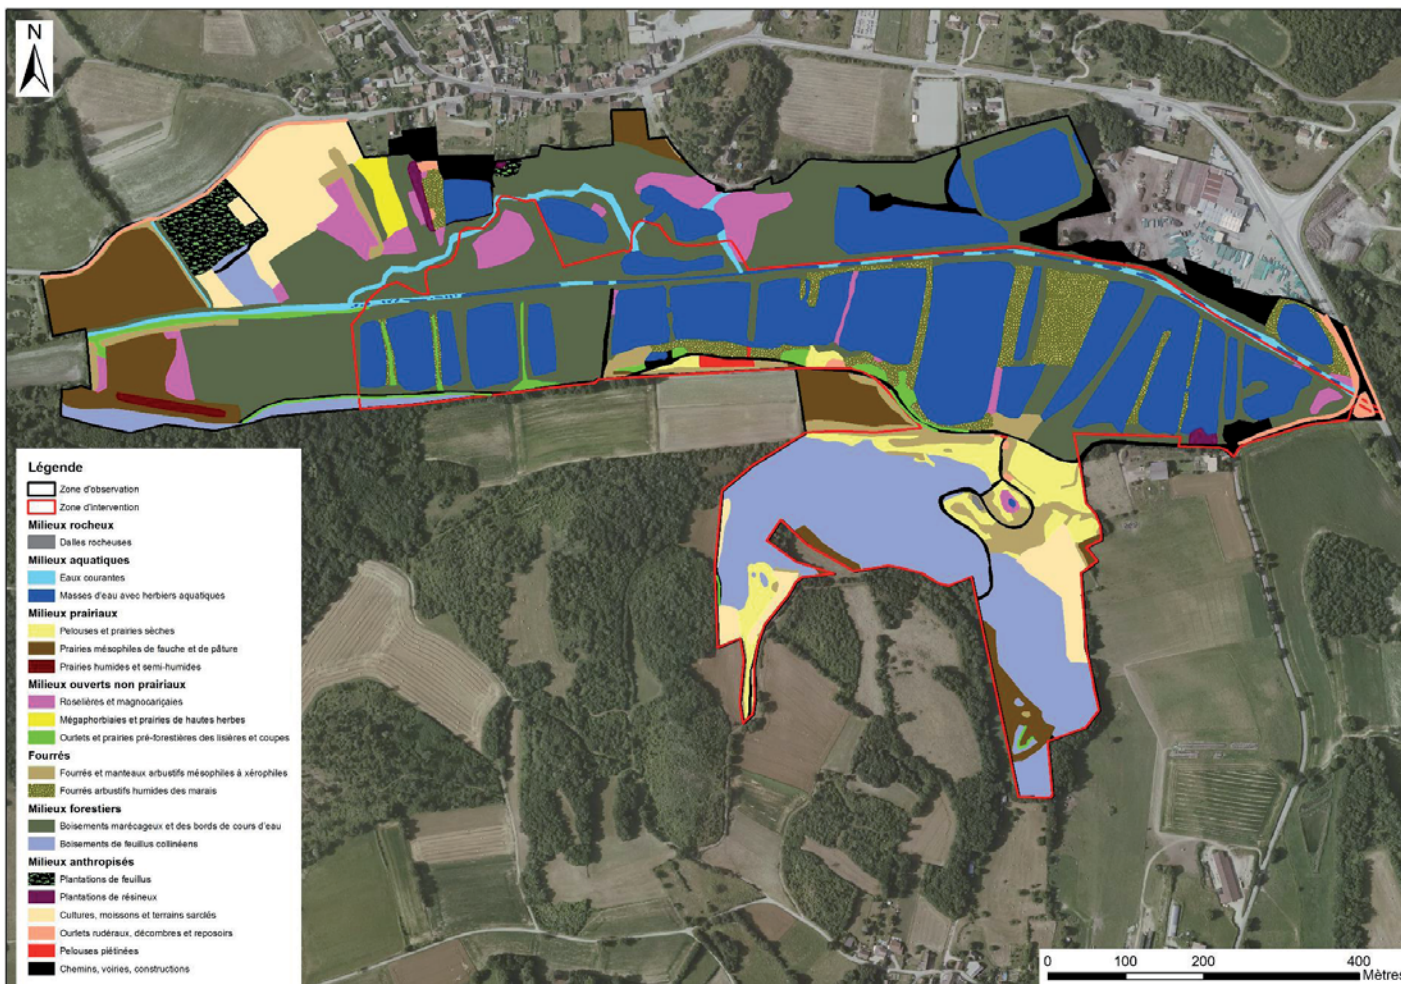 N
Légende
Zone d'observation
Zone d'intervention
Milieux rocheux
Dalles rocheuses
Milieux aquatiques
Eaux courantes
Masses d'eau avec herbiers aquatiques
Milieux prairiaux
Pelouses et prairies sèches
Prairies mésophiles de fauche et de pâture
Prairies humides et semi-humides
Milieux ouverts non prairiaux
Roselières et magnocariçaies
Mégaphorbiaies et prairies de hautes herbes
Ourlets et prairies pré-forestières des lisières et coupes
Fourrés
Fourrés et manteaux arbustifs mésophiles à xérophiles
Fourrés arbustifs humides des marais
Milieux forestiers
Boisements marécageux et des bords de cours d'eau
Boisements de feuillus collinéens
Milieux anthropisés
Plantations de feuillus
Plantations de résineux
Cultures, moissons et terrains sarclés
Ourlets rudéraux, décombres et reposoirs
Pelouses piétinées
Chemins, voiries, constructions
0 100 200 400
Mètres